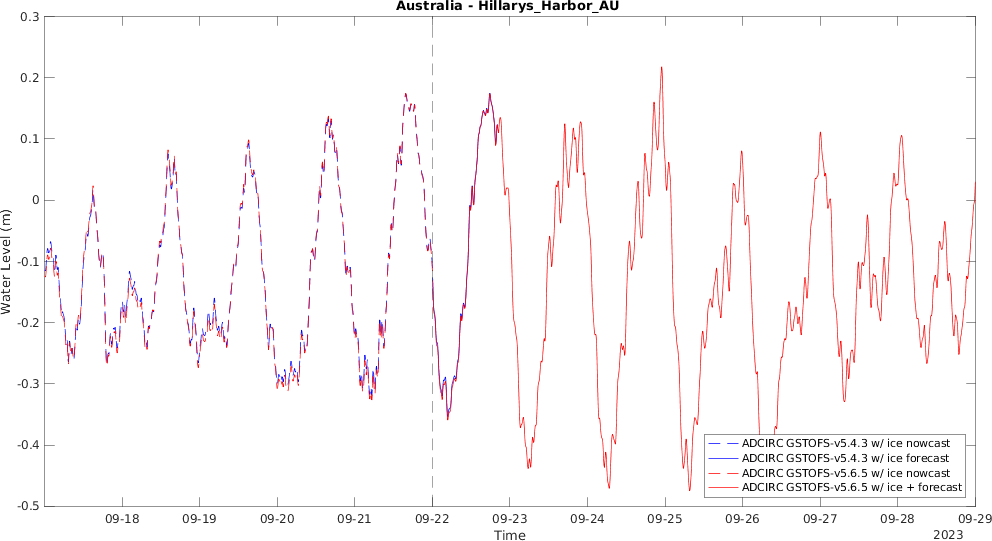 Australia - Hillarys_Harbor_AU
0.3
0.2
0.1
0
-0.1
-0.2
-0.3
-0.4
-0.5
Water Level (m)
ADCIRC GSTOFS-v5.4.3 w/ ice nowcast
ADCIRC GSTOFS-v5.4.3 w/ ice forecast
ADCIRC GSTOFS-v5.6.5 w/ ice nowcast
ADCIRC GSTOFS-v5.6.5 w/ ice + forecast
09-18 09-19 09-20 09-21 09-22 09-23 09-24 09-25 09-26 09-27 09-28 09-29
Time
2023